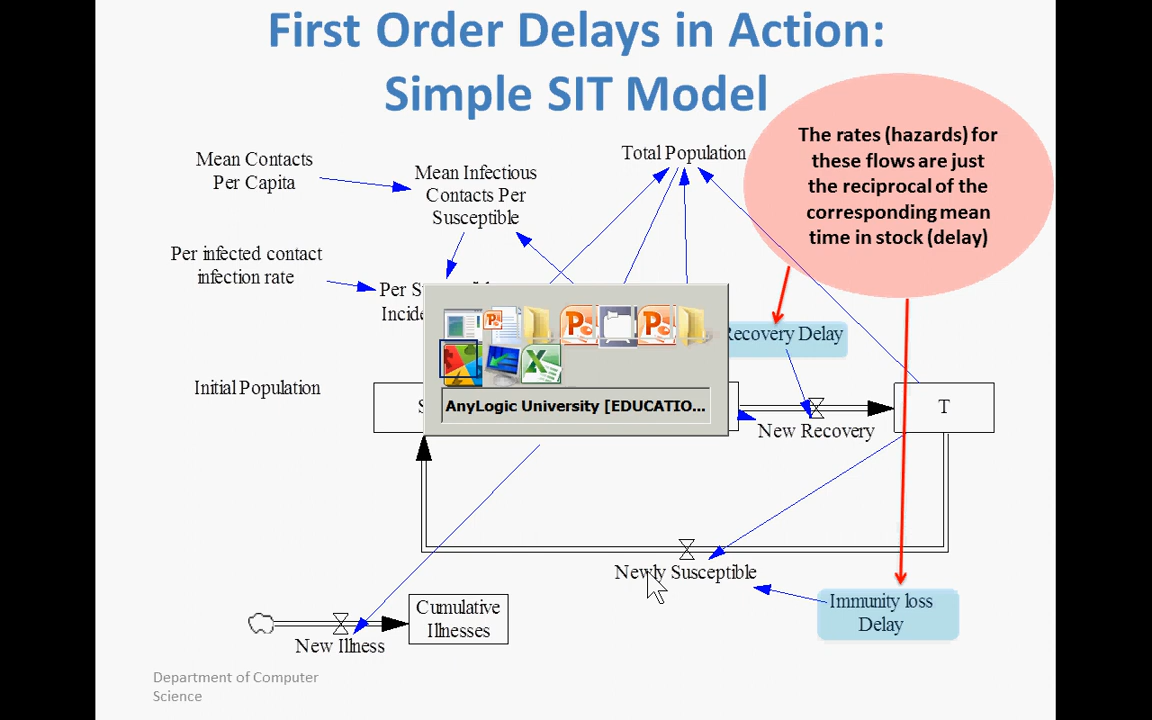 First Order Delays in Action:
Simple SIT Model
The rates (hazards) for
these flows are just
the reciprocal of the
corresponding mean
time in stock (delay)
Mean Contacts
Per Capita
Mean Infectious
Contacts Per
Susceptible
Total Population
Per infected contact
infection rate
Per
Recovery Delay
Initial Population
AnyLogic University [EDUCATIO...
T
New Recovery
Newly Susceptible
Immunity loss
Delay
Cumulative
Illnesses
New Illness
Department of Computer
Science